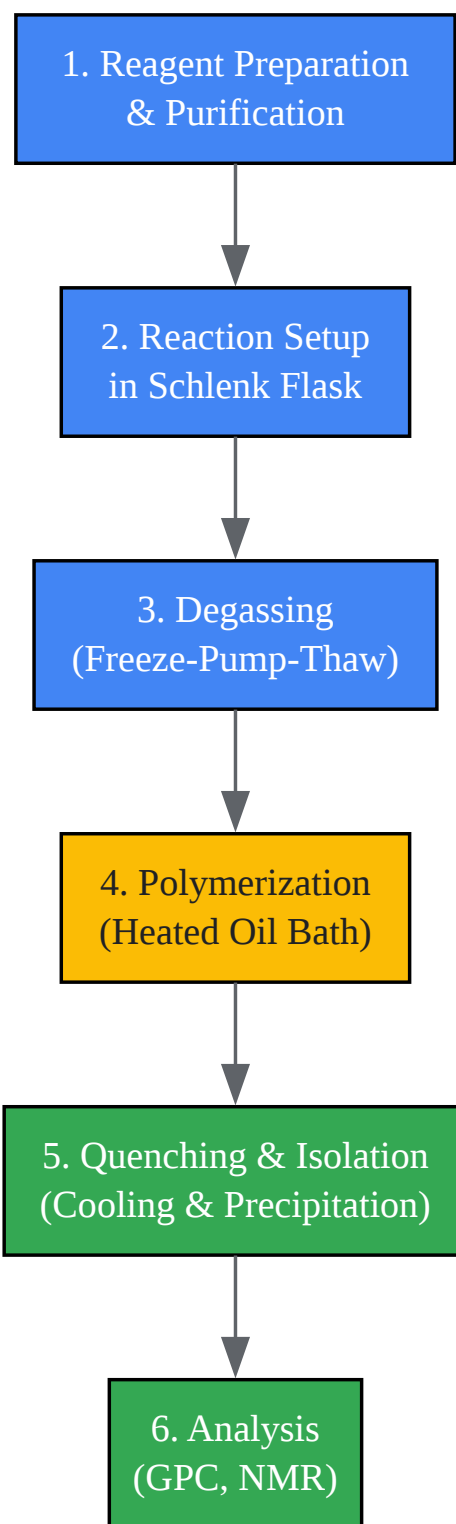 1. Reagent Preparation
& Purification
2. Reaction Setup
in Schlenk Flask
3. Degassing
(Freeze-Pump-Thaw)
4. Polymerization
(Heated Oil Bath)
5. Quenching & Isolation
(Cooling & Precipitation)
6. Analysis
(GPC, NMR)